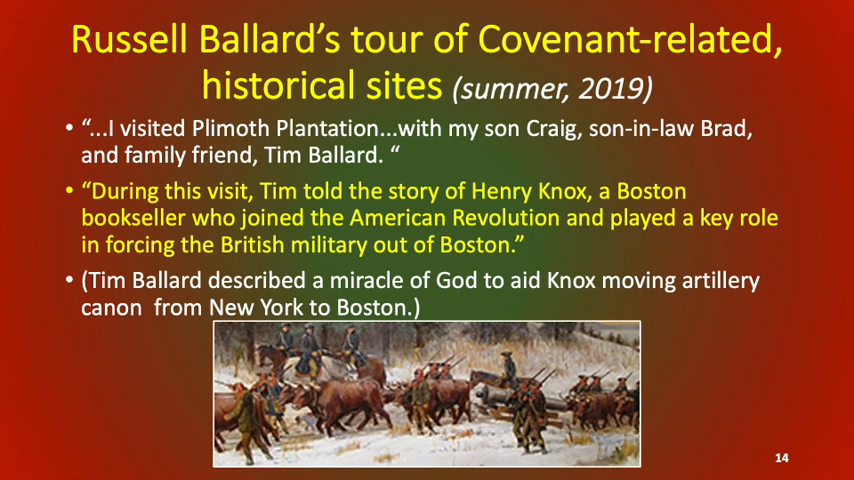 Russell Ballard’s tour of Covenant-related,
historical sites (summer, 2019)
• “...I visited Plimoth Plantation...with my son Craig, son-in-law Brad,
and family friend, Tim Ballard. “
• “During this visit, Tim told the story of Henry Knox, a Boston
bookseller who joined the American Revolution and played a key role
in forcing the British military out of Boston.”
• (Tim Ballard described a miracle of God to aid Knox moving artillery
canon  from New York to Boston.)
14